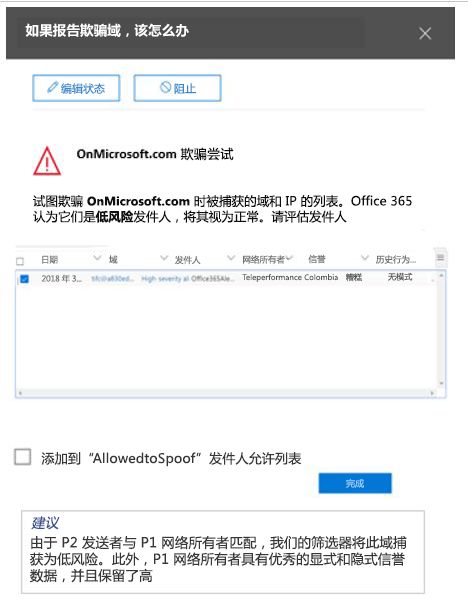 如果报告欺骗域，该怎么办
编辑状态
阻止
OnMicrosoft.com 欺骗尝试
试图欺骗 OnMicrosoft.com 时被捕获的域和 IP 的列表。Office 365
认为它们是低风险发件人，将其视为正常。请评估发件人
日期 域 发件人 网络所有者 信誉 历史行为...
2018 年 3... High-severity al Office365Ale... Teleperformance Colombia 糟糕 无模式
添加到“AllowedtoSpoof”发件人允许列表
完成
建议
由于 P2 发送者与 P1 网络所有者匹配，我们的筛选器将此域捕
获为低风险。此外，P1 网络所有者具有优秀的显式和隐式信誉
数据，并且保留了高